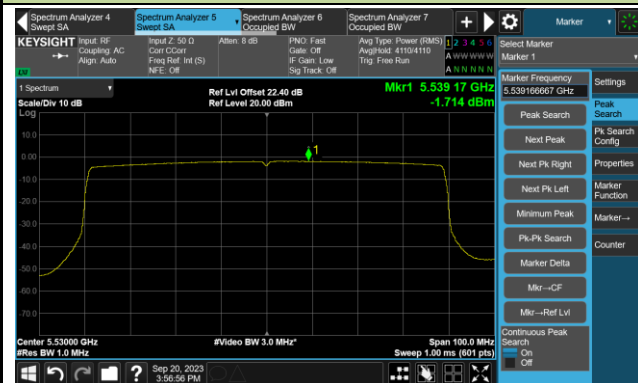 Spectrum Analyzer 4
Swept SA
Spectrum Analyzer 5
Swept SA
Spectrum Analyzer 6
Occupied BW
Spectrum Analyzer 7
Occupied BW
Marker
KEYSIGHT
Input: RF
Coupling: AC
Align: Auto
Input Z: 50 Ω
Corr CCorr
Freq Ref: Int (S)
NFE: Off
Atten: 8 dB
PNO: Fast
Gate: Off
IF Gain: Low
Sig Track: Off
Avg Type: Power (RMS)
Avg|Hold: 4110/4110
Trig: Free Run
1 2 3 4 5 6
A W W W W W
A N N N N N
LXI
Select Marker
Marker 1
1 Spectrum
Scale/Div 10 dB
Log
Ref Lvl Offset 22.40 dB
Ref Level 20.00 dBm
Mkr1 5.539 17 GHz
-1.714 dBm
10.0
0.00
-10.0
-20.0
-30.0
-40.0
-50.0
-60.0
-70.0
1
Center 5.53000 GHz
#Res BW 1.0 MHz
#Video BW 3.0 MHz*
Span 100.0 MHz
Sweep 1.00 ms (601 pts)
Marker Frequency
5.539166667 GHz
Peak Search
Next Peak
Next Pk Right
Next Pk Left
Minimum Peak
Pk-Pk Search
Marker Delta
Mkr→CF
Mkr→Ref Lvl
Continuous Peak
Search
On
Off
Settings
Peak
Search
Pk Search
Config
Properties
Marker
Function
Marker→
Counter
?
Sep 20, 2023
3:56:56 PM